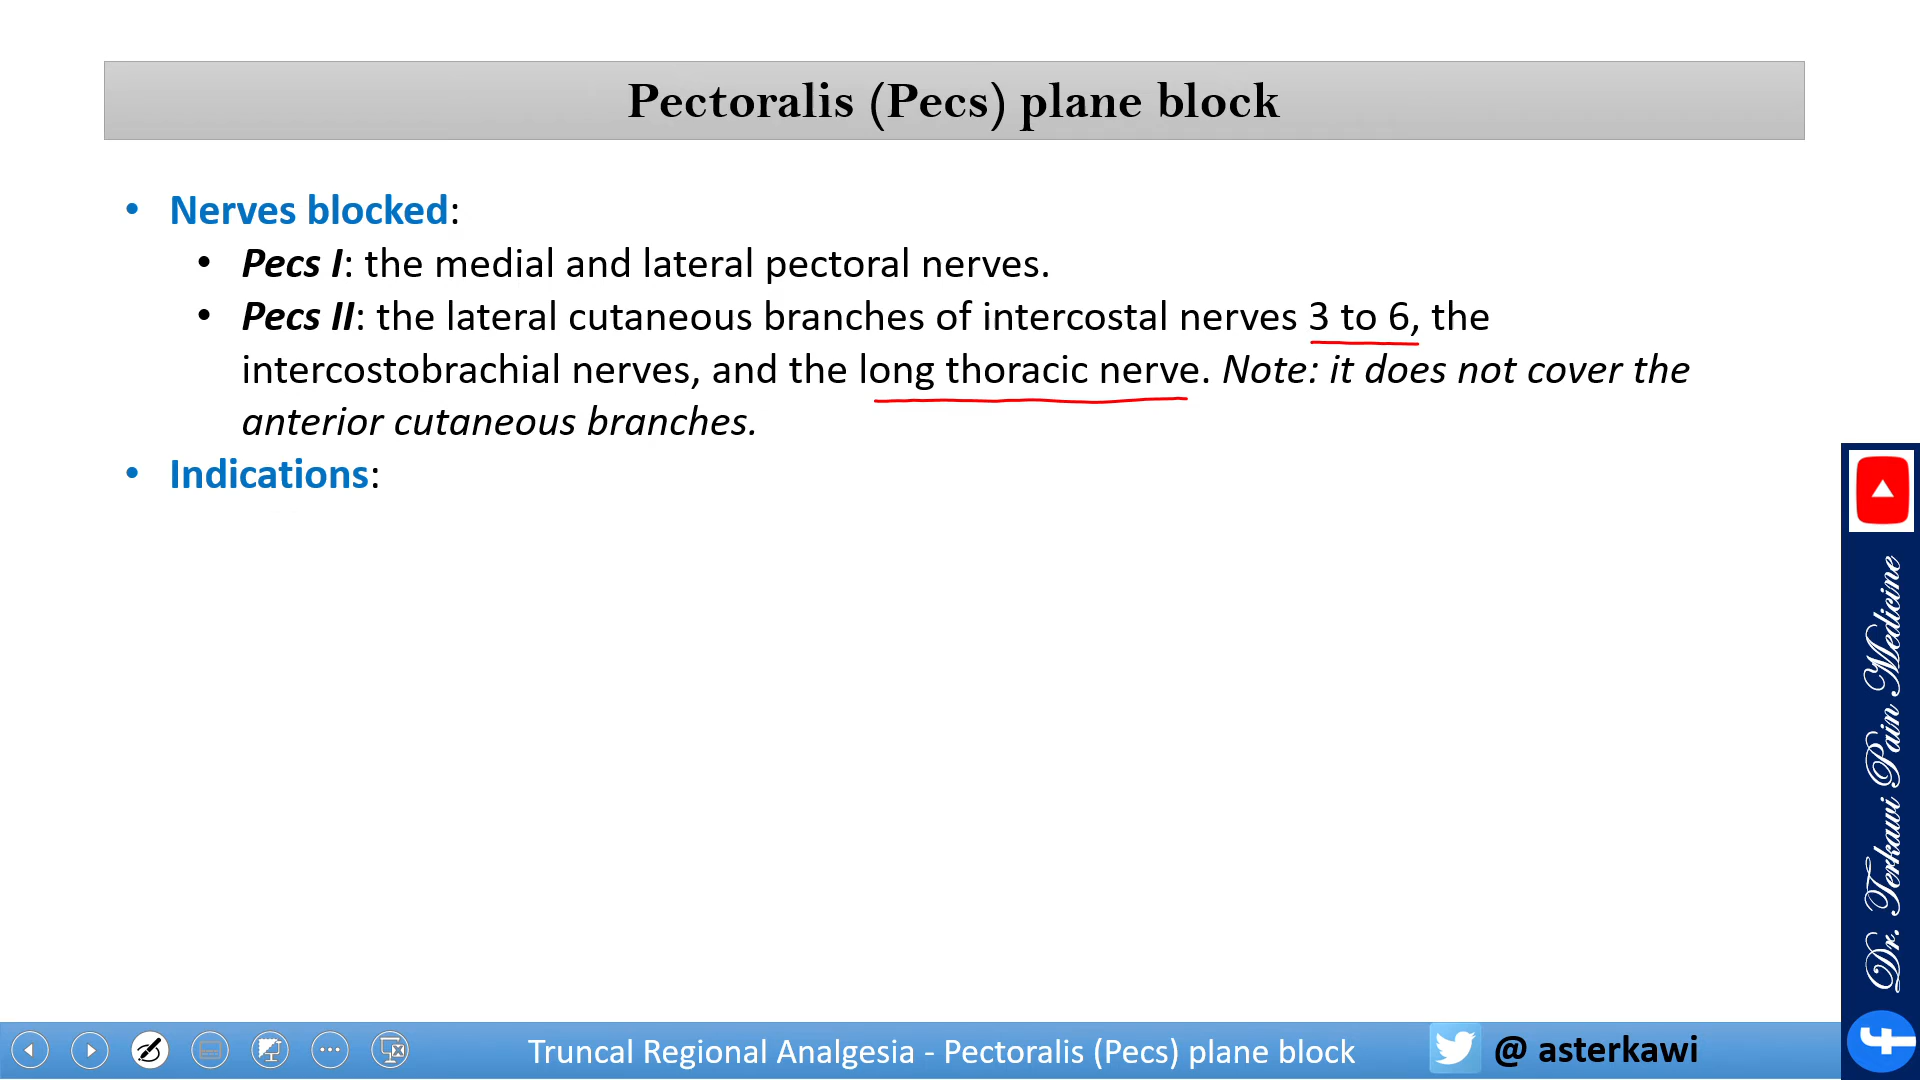 Pectoralis (Pecs) plane block
• Nerves blocked:
• Pecs I: the medial and lateral pectoral nerves.
• Pecs II: the lateral cutaneous branches of intercostal nerves 3 to 6, the
intercostobrachial nerves, and the long thoracic nerve. Note: it does not cover the
anterior cutaneous branches.
• Indications:
Dr. Terkawi Pain Medicine
Truncal Regional Analgesia - Pectoralis (Pecs) plane block
@ asterkawi